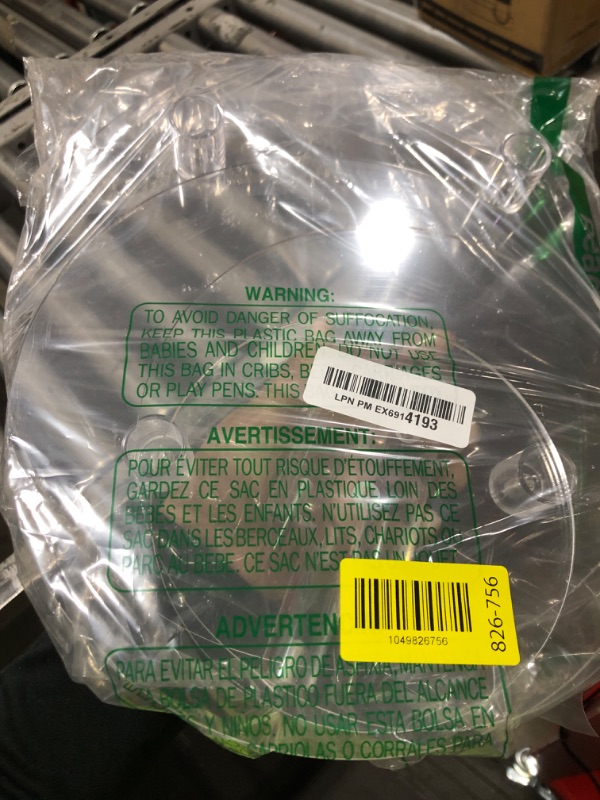 WARNING:
TO AVOID DANGER OF SUFFOCATION,
KEEP THIS PLASTIC BAG AWAY FROM
BABIES AND CHILDREN DO NOT USE
THIS BAG IN CRIBS,
OR PLAY PENS. THIS
LPN PM EX6914193
AVERTISSEMENT:
POUR ÉVITER TOUT RISQUE D'ÉTOUFFEMENT,
GARDEZ CE SAC EN PLASTIQUE LOIN DES
BÉBÉS ET LES ENFANTS. N'UTILISEZ PAS CE
SAC DANS LES BERCEAUX, LITS, CHARIOTS OU
PARC AU BÉBÉ. CE SAC N'EST PAS UN JOUET
1049826756
826-756
ADVERTEN
PARA EVITAR EL PELIGRO DE ASFIXIA, MANTENGA
BOLSA DE PLASTICO FUERA DEL ALCANCE
Y NIÑOS. NO USAR ESTA BOLSA EN
O CORRALES PARA